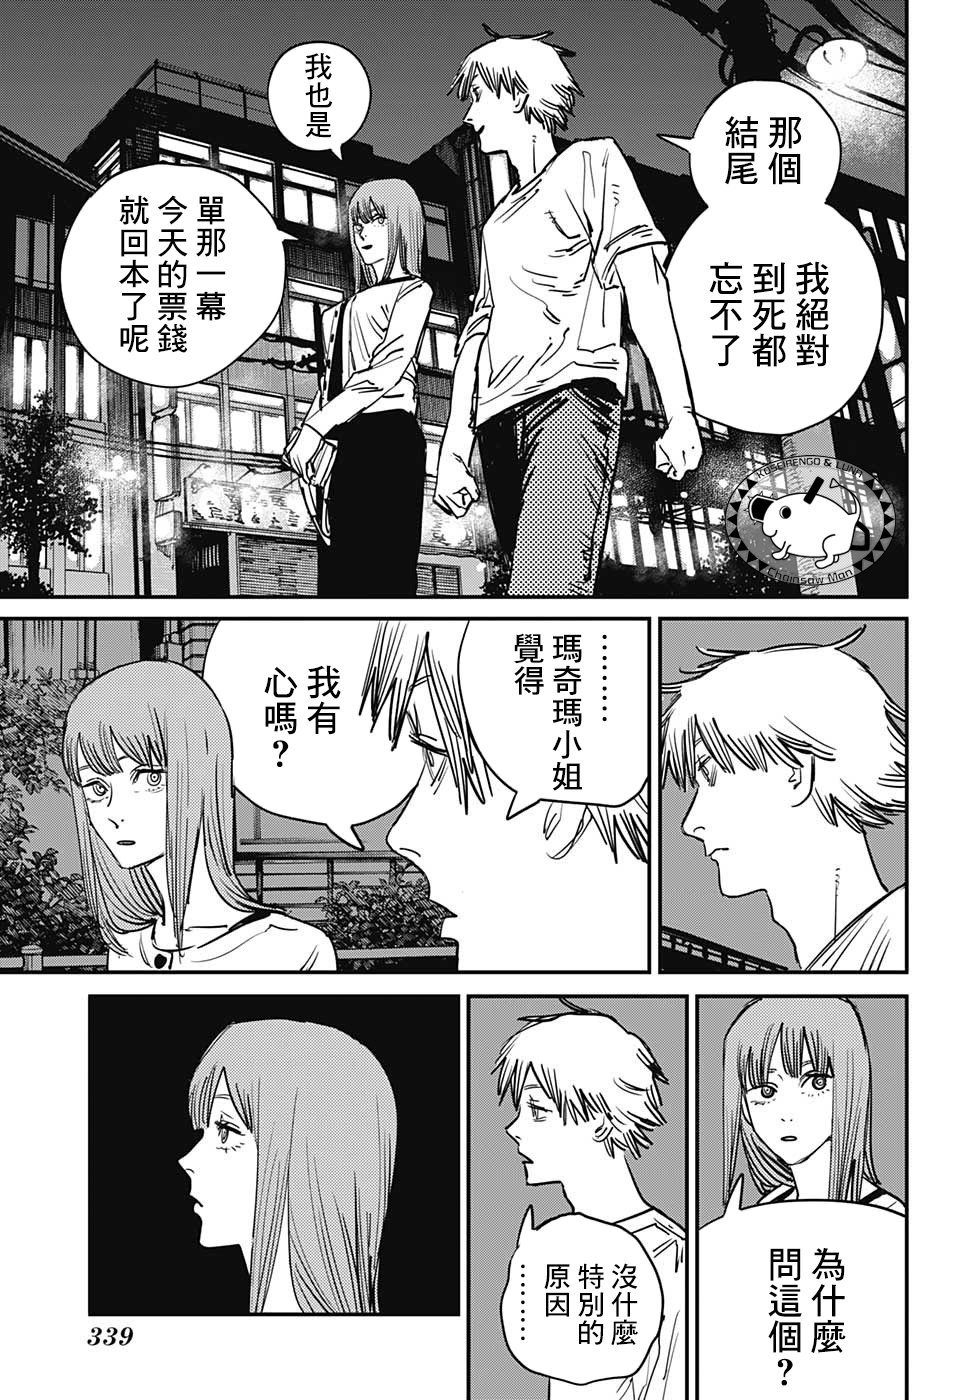 那個
結尾
我絕對
到死都
忘不了
我也是
單那一幕
今天的票錢
就回本了呢
………
瑪奇瑪小姐
覺得
我有
心嗎?
為什麼
問這個?
沒什麼
特別的
原因
………
KOSEIRENGO & LUNA
Chainsaw Man
339